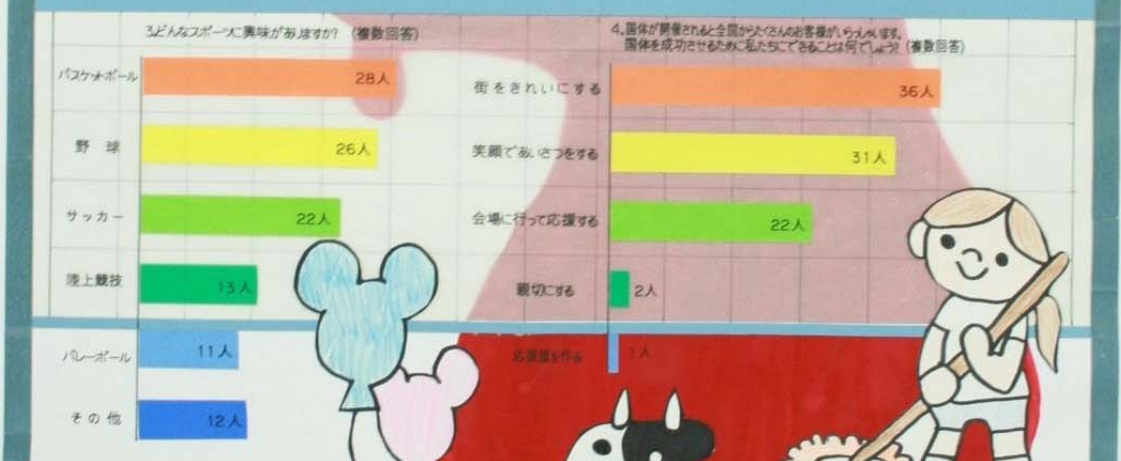 3.どんなスポーツに興味がありますか? (複数回答)
バスケットボール
28人
野球
26人
サッカー
22人
陸上競技
13人
バレーボール
11人
その他
12人
4.国体が開催されると全国からたくさんのお客様がいらっしゃいます。
国体を成功させるために私たちにできることは何でしょう? (複数回答)
街をきれいにする
36人
笑顔であいさつをする
31人
会場に行って応援する
22人
親切にする
2人
を作る
1人